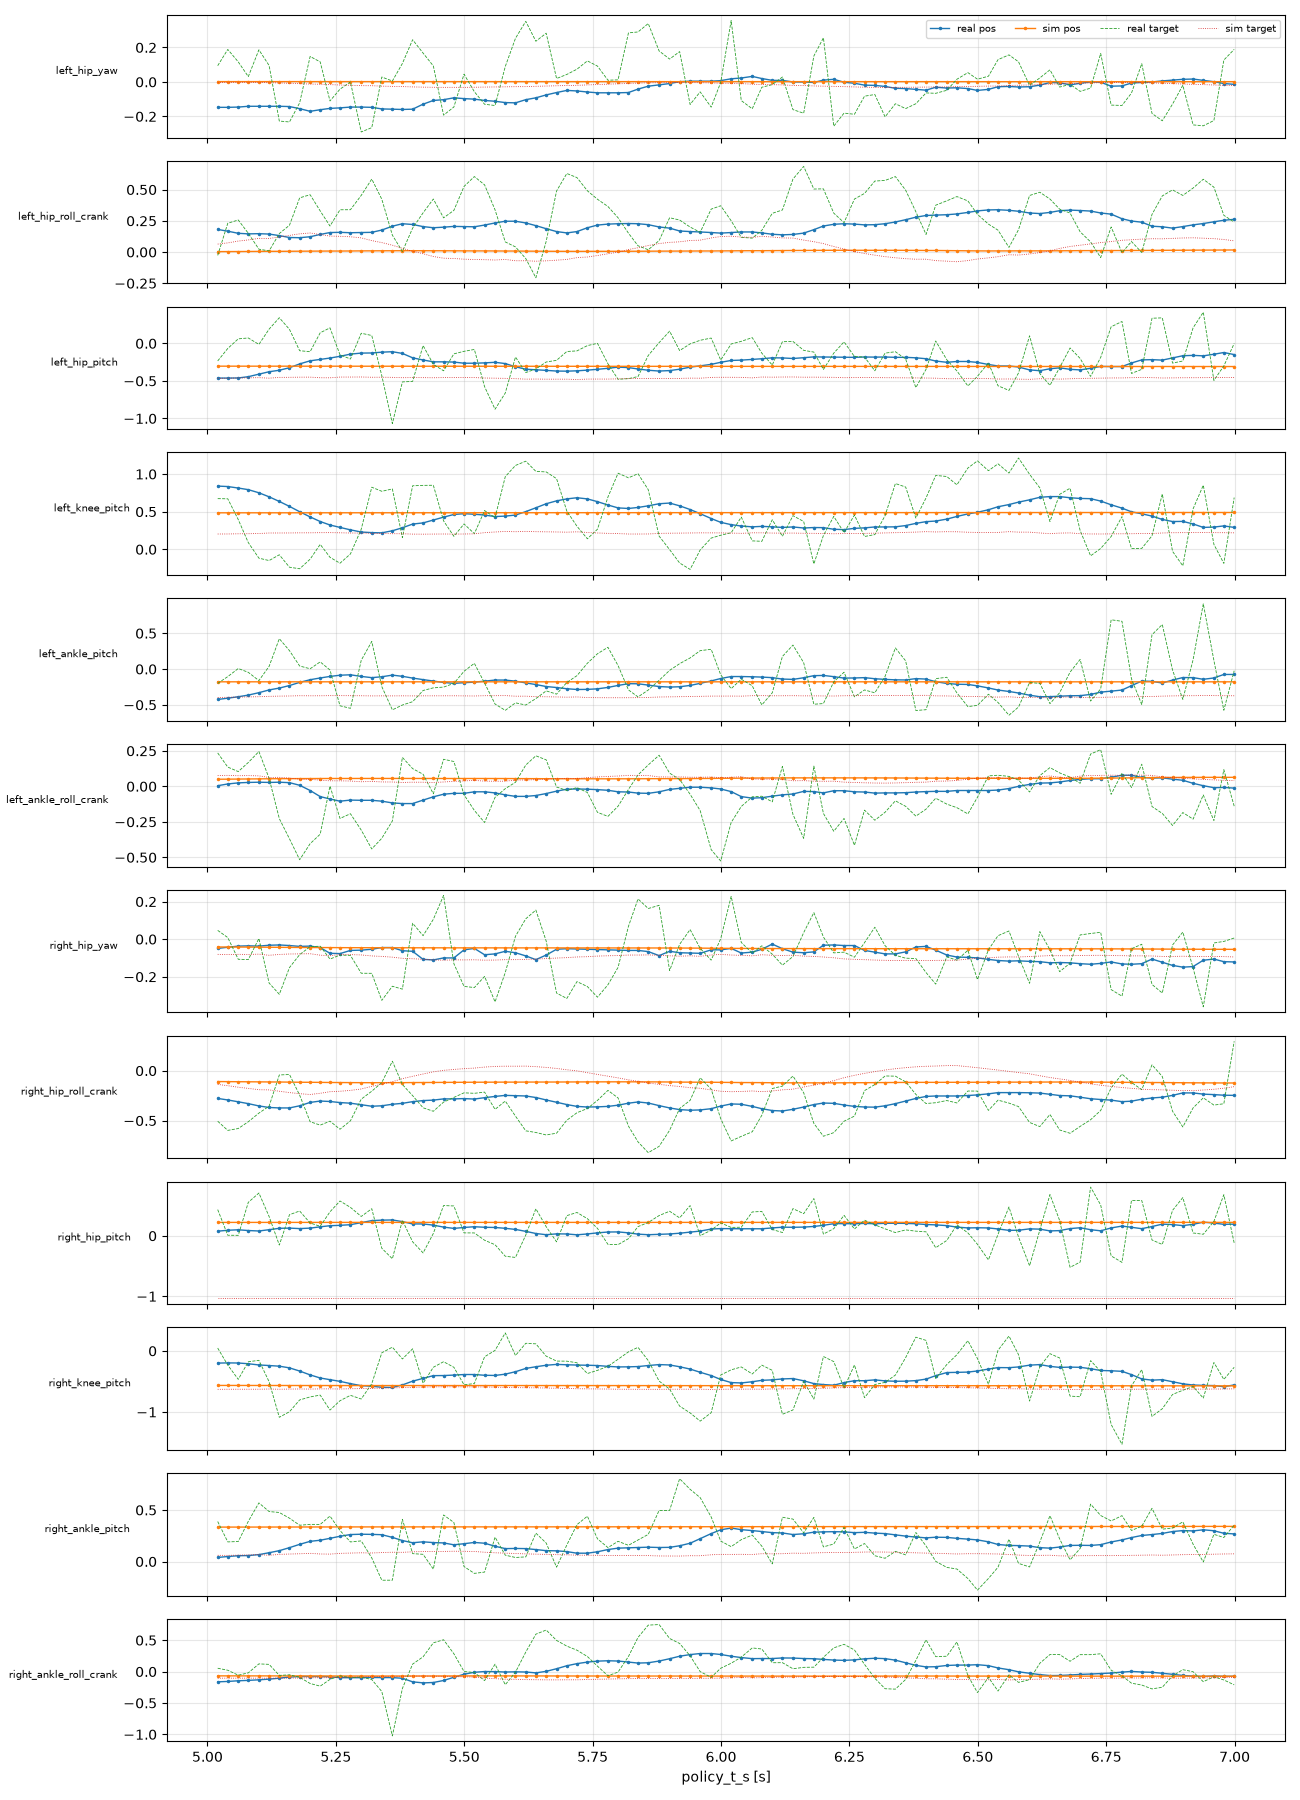 real pos sim pos real target sim target
0.2
0.0
−0.2
left_hip_yaw
0.50
0.25
0.00
−0.25
left_hip_roll_crank
0.0
−0.5
−1.0
left_hip_pitch
1.0
0.5
0.0
left_knee_pitch
0.5
0.0
−0.5
left_ankle_pitch
0.25
0.00
−0.25
−0.50
left_ankle_roll_crank
0.2
0.0
−0.2
right_hip_yaw
0.0
−0.5
right_hip_roll_crank
0
−1
right_hip_pitch
0
−1
right_knee_pitch
0.5
0.0
right_ankle_pitch
0.5
0.0
−0.5
−1.0
right_ankle_roll_crank
5.00 5.25 5.50 5.75 6.00 6.25 6.50 6.75 7.00
policy_t_s [s]